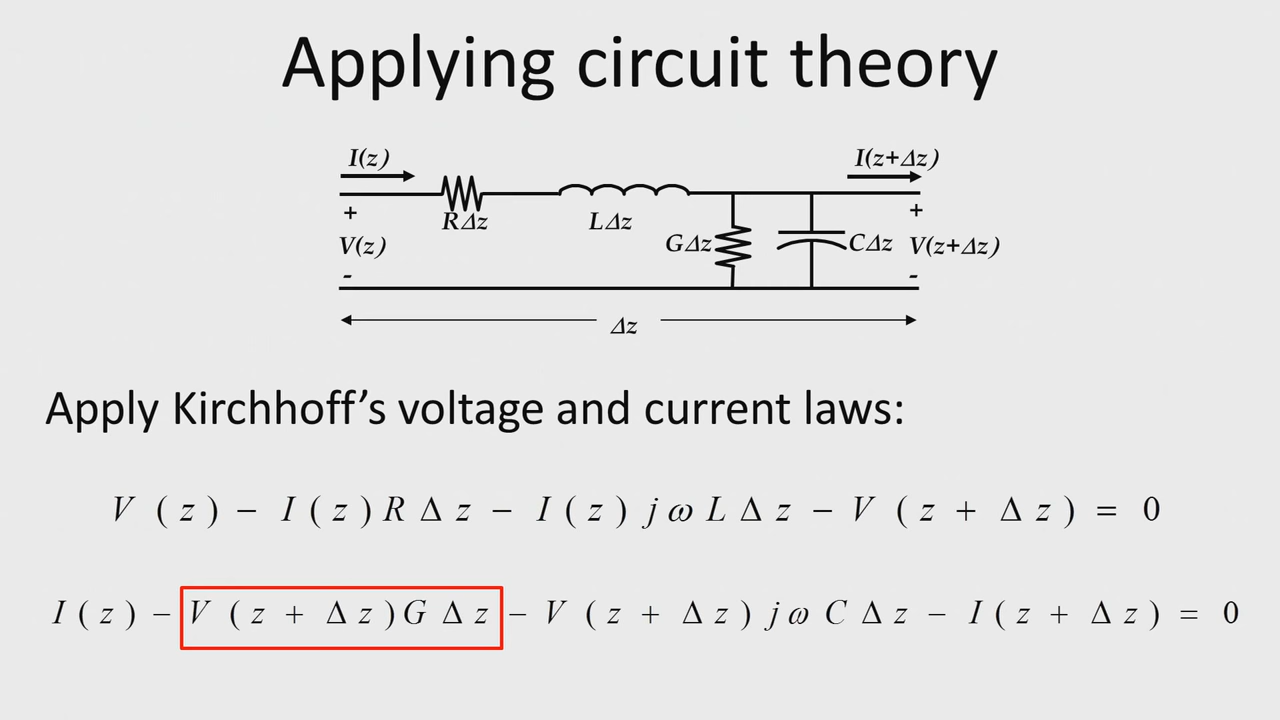 Applying circuit theory
I(z) I(z+Δz)
+ +
RΔz LΔz
V(z) GΔz CΔz V(z+Δz)
- -
Δz
Apply Kirchhoff’s voltage and current laws:
V (z) − I(z)RΔz − I(z)jωLΔz − V (z + Δz) = 0
I(z) − V (z + Δz)GΔz − V (z + Δz)jωCΔz − I(z + Δz) = 0